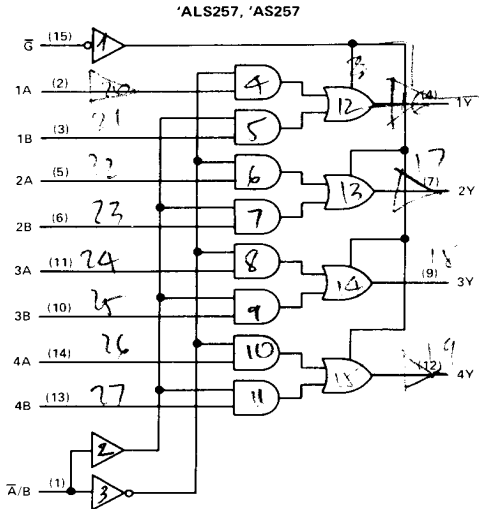 'ALS257, 'AS257
G̅ (15) 1
1A (2) 20 4
1B (3) 21 5
12 (4) 1Y
2A (5) 22 6
2B (6) 23 7
13 17 (7) 2Y
3A (11) 24 8
3B (10) 25 9
14 18 (9) 3Y
4A (14) 26 10
4B (13) 27 11
15 19 (12) 4Y
2
A̅/B (1) 3